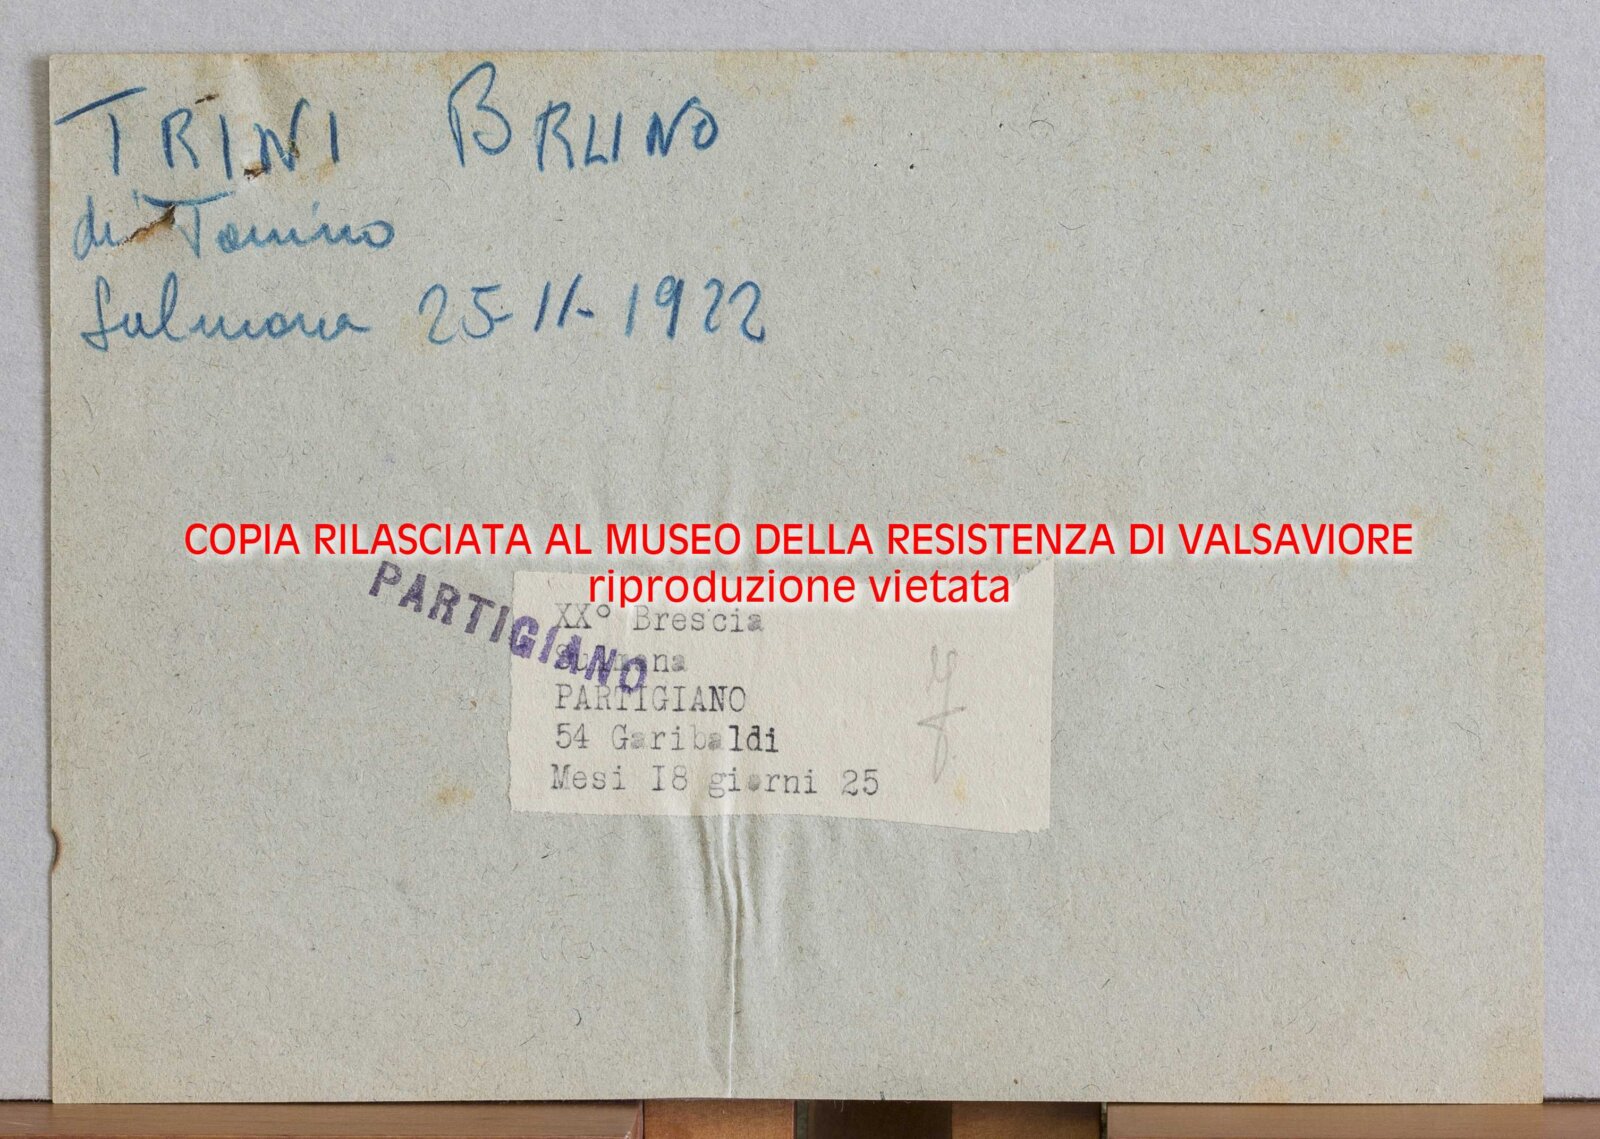 TRINI BRUNO
di Tonino
Sulmona 25-11-1922
COPIA RILASCIATA AL MUSEO DELLA RESISTENZA DI VALSAVIORE
riproduzione vietata
PARTIGIANO
XX° Brescia
PARTIGIANO
54 Garibaldi
Mesi I8 giorni 25